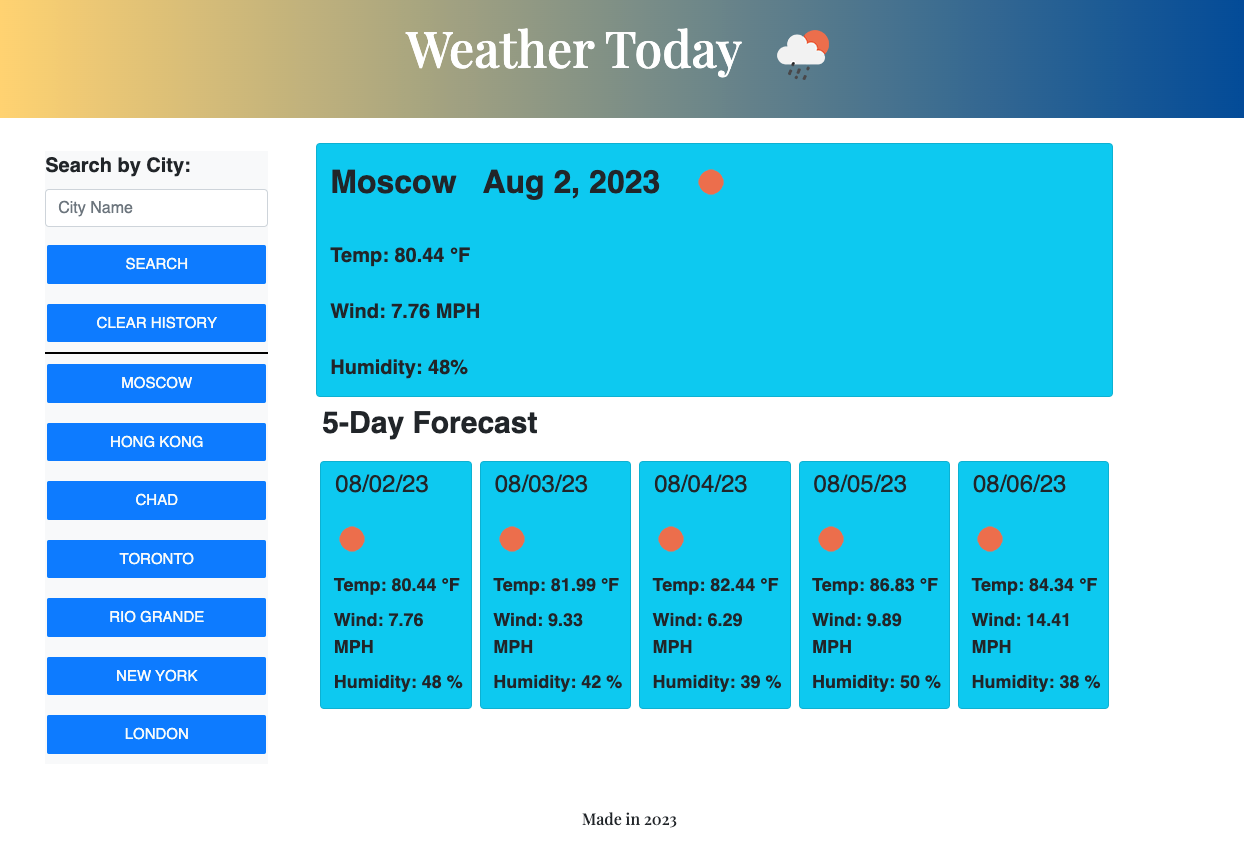 Weather Today
Search by City:
City Name
SEARCH
CLEAR HISTORY
MOSCOW
HONG KONG
CHAD
TORONTO
RIO GRANDE
NEW YORK
LONDON
Moscow Aug 2, 2023
Temp: 80.44 °F
Wind: 7.76 MPH
Humidity: 48%
5-Day Forecast
08/02/23
Temp: 80.44 °F
Wind: 7.76
MPH
Humidity: 48 %
08/03/23
Temp: 81.99 °F
Wind: 9.33
MPH
Humidity: 42 %
08/04/23
Temp: 82.44 °F
Wind: 6.29
MPH
Humidity: 39 %
08/05/23
Temp: 86.83 °F
Wind: 9.89
MPH
Humidity: 50 %
08/06/23
Temp: 84.34 °F
Wind: 14.41
MPH
Humidity: 38 %
Made in 2023